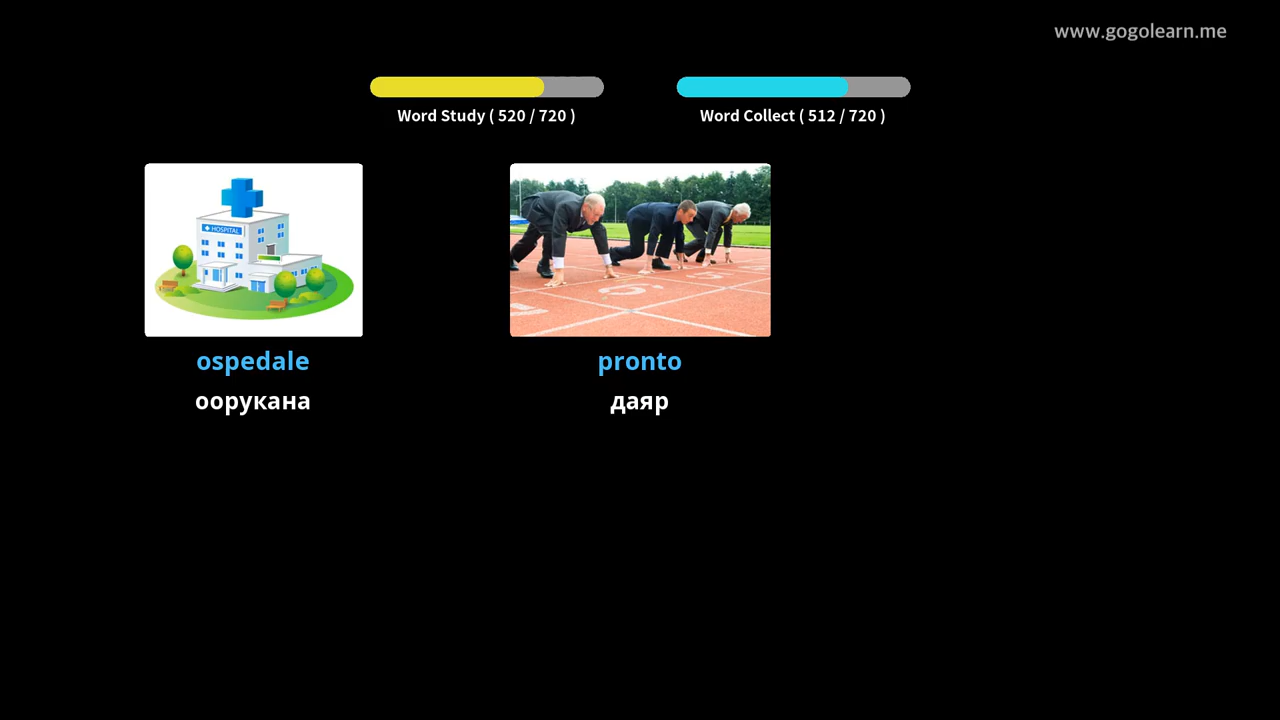 www.gogolearn.me
Word Study ( 520 / 720 )
Word Collect ( 512 / 720 )
HOSPITAL
ospedale
pronto
оорукана
даяр